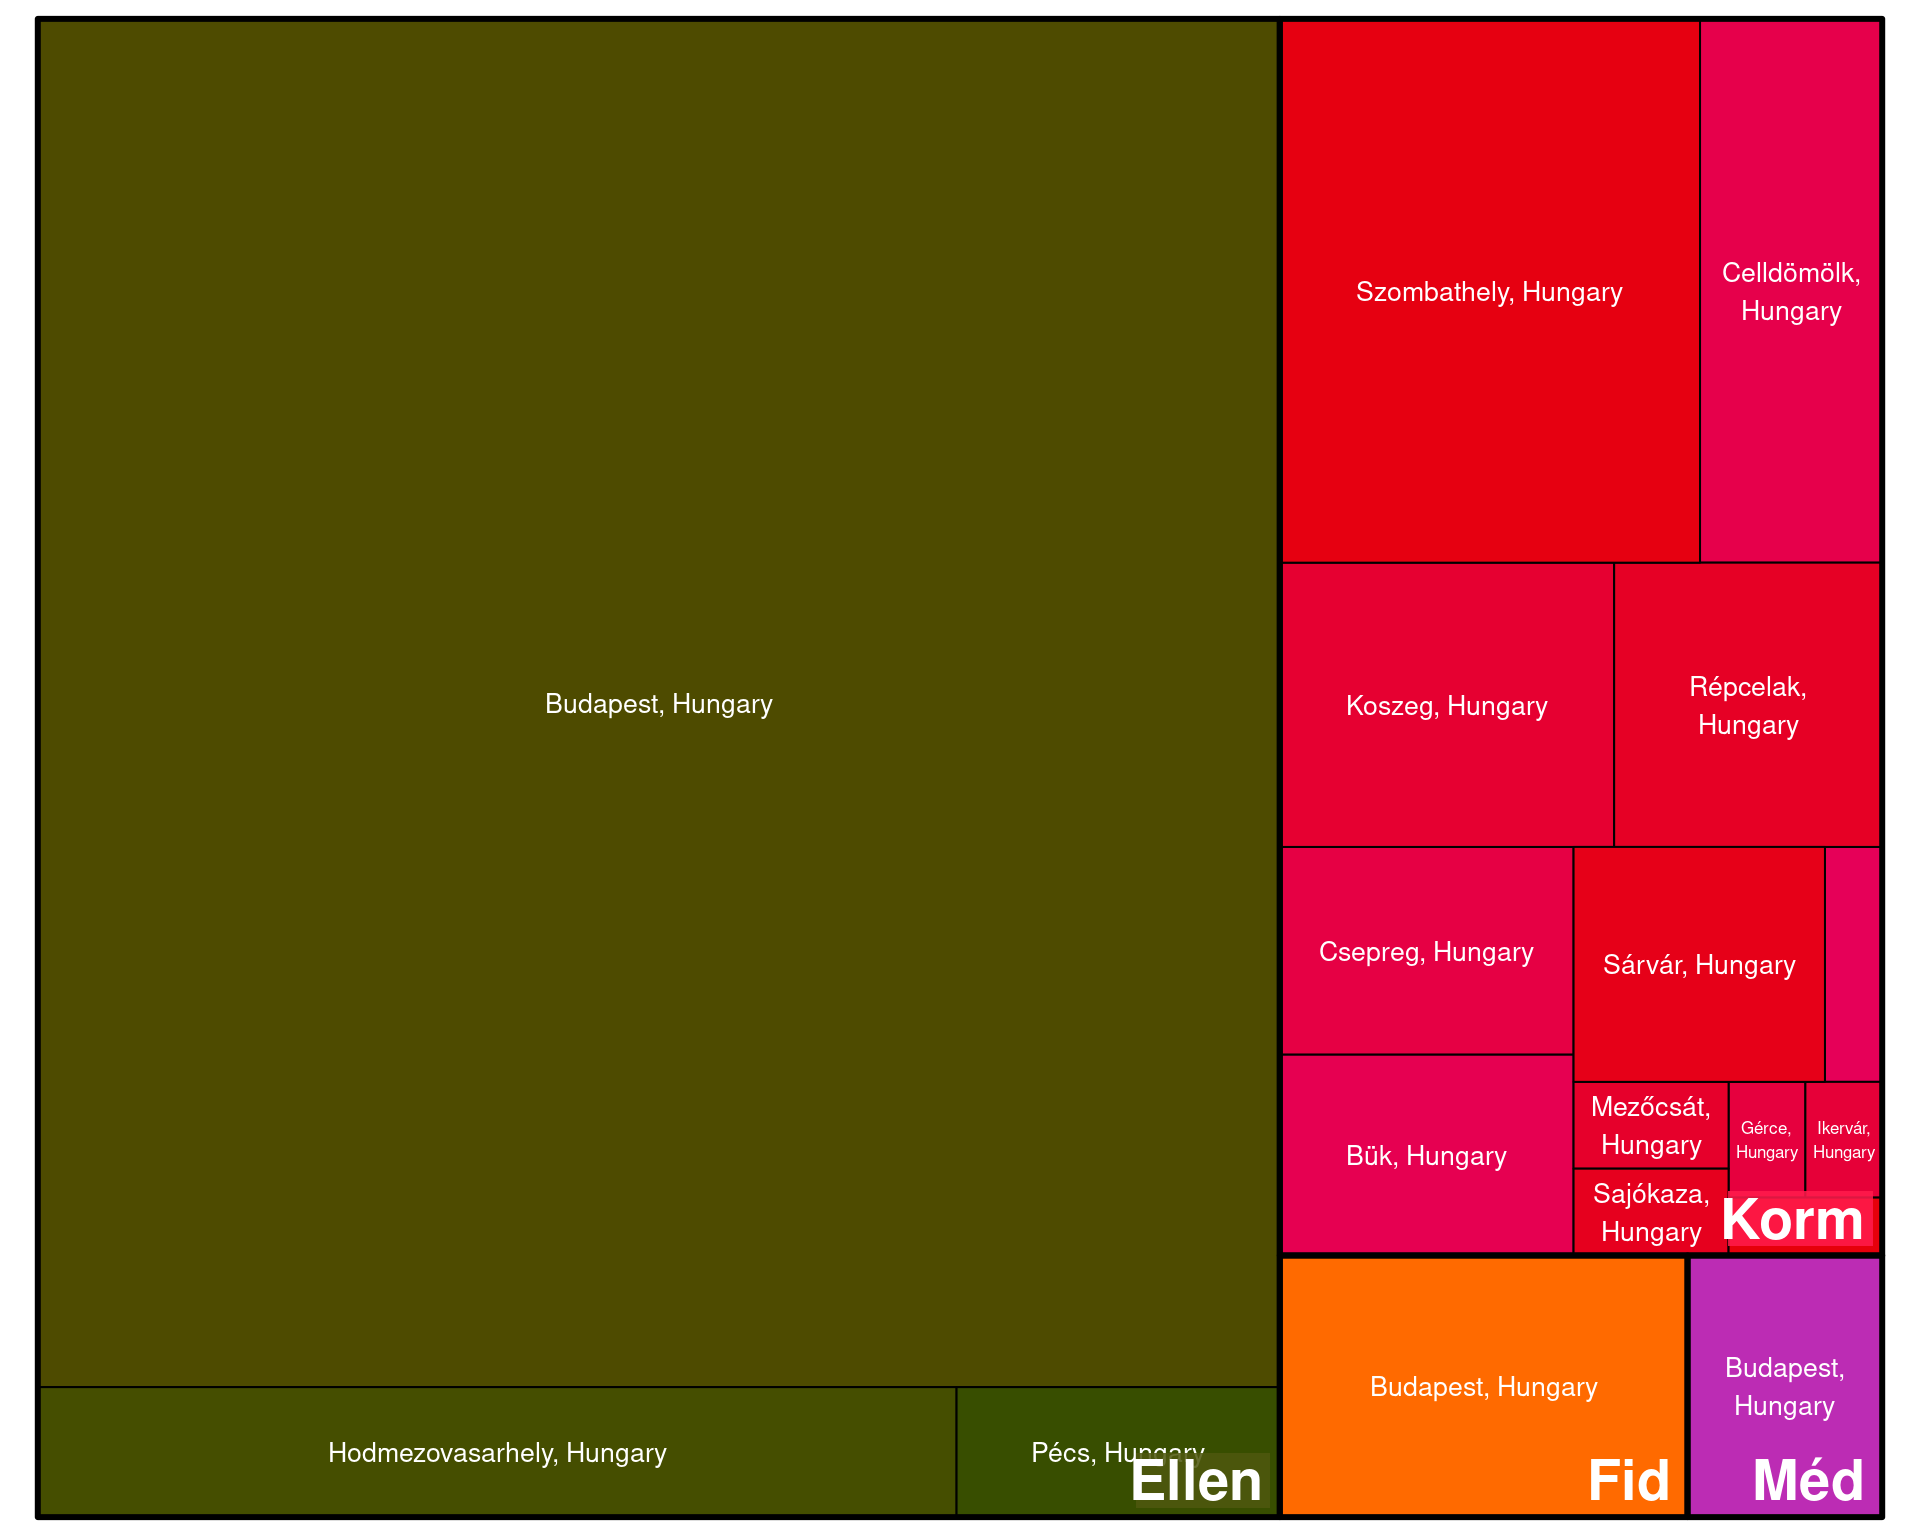 Budapest, Hungary
Hodmezovasarhely, Hungary
Pécs, Hungary
Ellen
Szombathely, Hungary
Celldömölk,
Hungary
Koszeg, Hungary
Répcelak,
Hungary
Csepreg, Hungary
Sárvár, Hungary
Bük, Hungary
Mezőcsát,
Hungary
Gérce,
Hungary
Ikervár,
Hungary
Sajókaza,
Hungary
Korm
Budapest, Hungary
Fid
Budapest,
Hungary
Méd